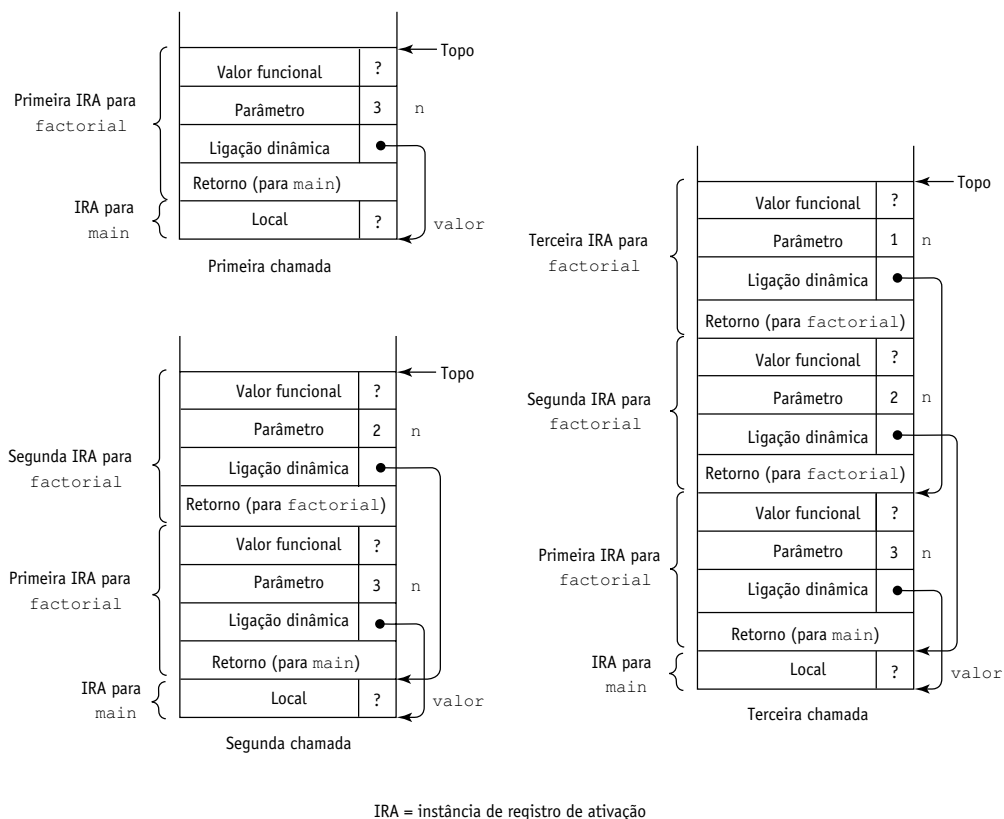 Topo
Valor funcional ?
Primeira IRA para
factorial
Parâmetro 3 n
Ligação dinâmica
Retorno (para main)
IRA para
main
Local ? valor
Primeira chamada
Topo
Valor funcional ?
Parâmetro 2 n
Segunda IRA para
factorial
Ligação dinâmica
Retorno (para factorial)
Valor funcional ?
Primeira IRA para
factorial
Parâmetro 3 n
Ligação dinâmica
Retorno (para main)
IRA para
main
Local ? valor
Segunda chamada
Topo
Valor funcional ?
Terceira IRA para
factorial
Parâmetro 1 n
Ligação dinâmica
Retorno (para factorial)
Valor funcional ?
Segunda IRA para
factorial
Parâmetro 2 n
Ligação dinâmica
Retorno (para factorial)
Valor funcional ?
Primeira IRA para
factorial
Parâmetro 3 n
Ligação dinâmica
Retorno (para main)
IRA para
main
Local ? valor
Terceira chamada
IRA = instância de registro de ativação